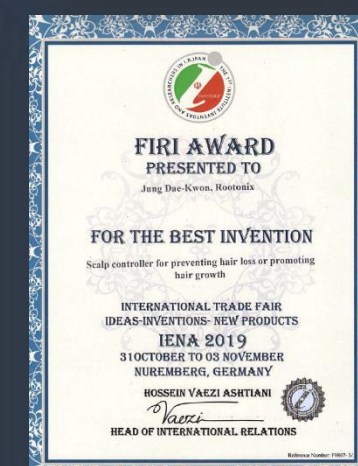 FIRI AWARD
PRESENTED TO
Jung Dae-Kwon, Rootonix
FOR THE BEST INVENTION
Scalp controller for preventing hair loss or promoting
hair growth
INTERNATIONAL TRADE FAIR
IDEAS-INVENTIONS- NEW PRODUCTS
IENA 2019
31OCTOBER TO 03 NOVEMBER
NUREMBERG, GERMANY
HOSSEIN VAEZI ASHTIANI
Vaezi
HEAD OF INTERNATIONAL RELATIONS